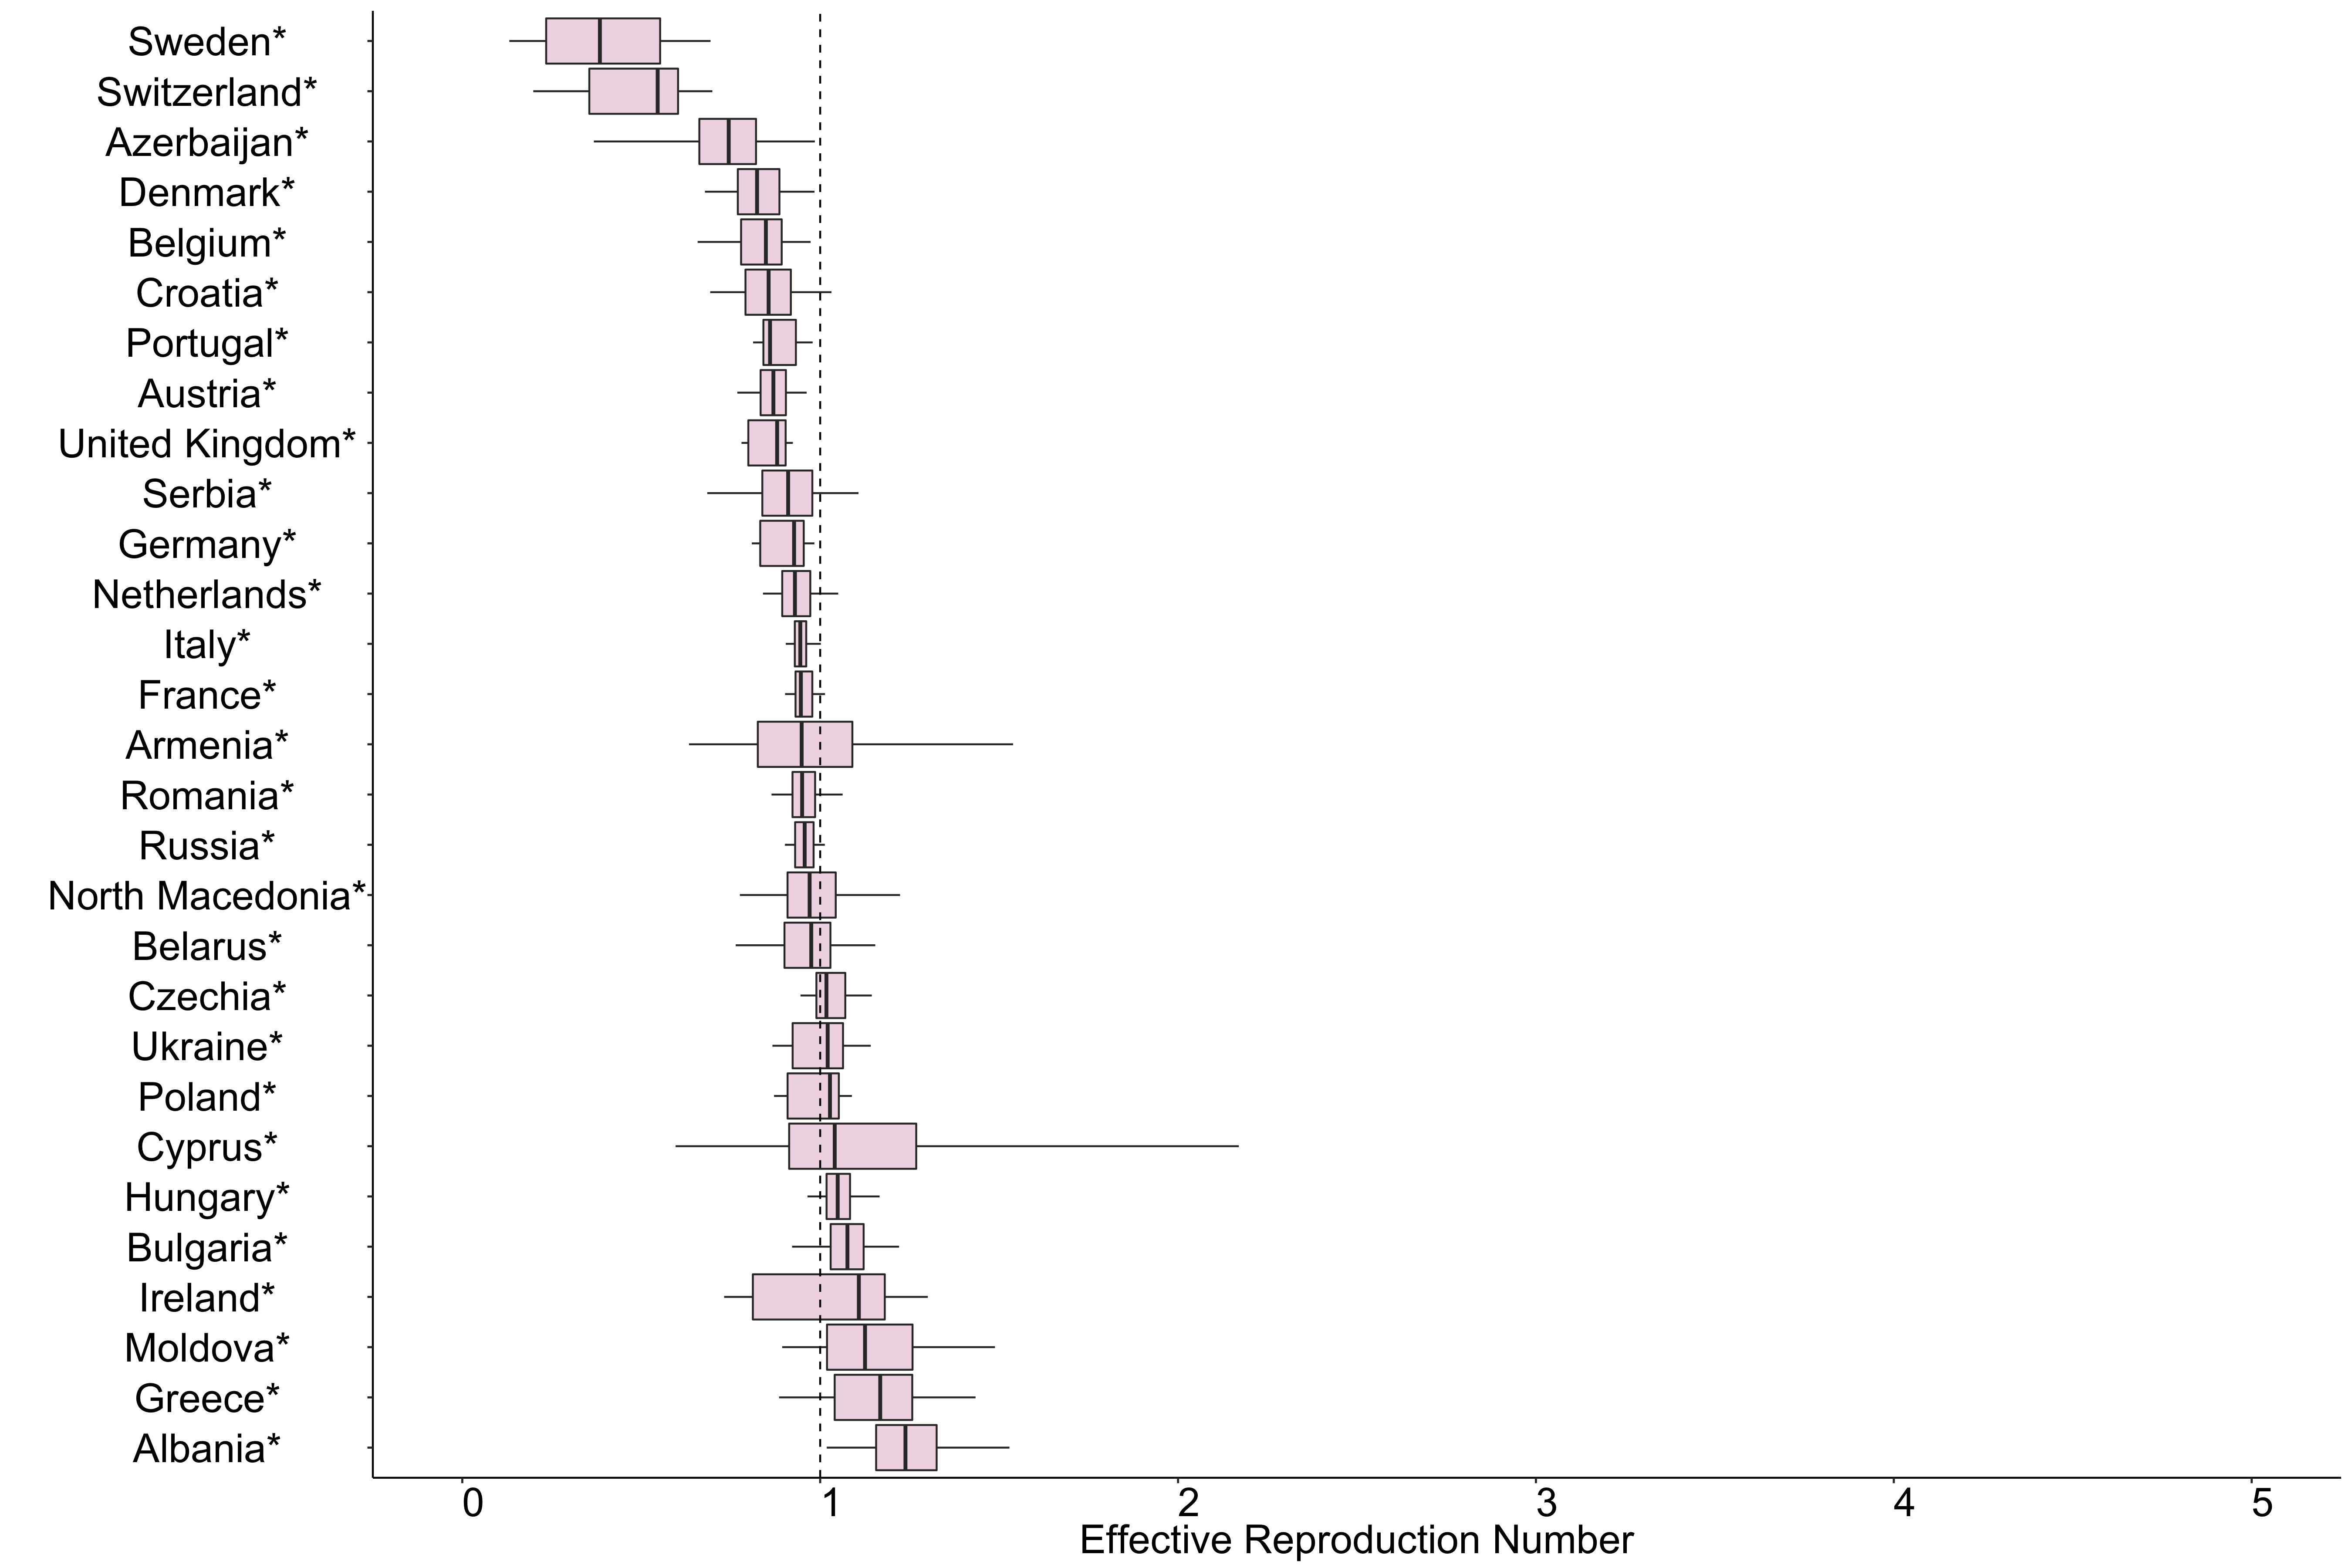 Sweden*
Switzerland*
Azerbaijan*
Denmark*
Belgium*
Croatia*
Portugal*
Austria*
United Kingdom*
Serbia*
Germany*
Netherlands*
Italy*
France*
Armenia*
Romania*
Russia*
North Macedonia*
Belarus*
Czechia*
Ukraine*
Poland*
Cyprus*
Hungary*
Bulgaria*
Ireland*
Moldova*
Greece*
Albania*
0 1 2 3 4 5
Effective Reproduction Number